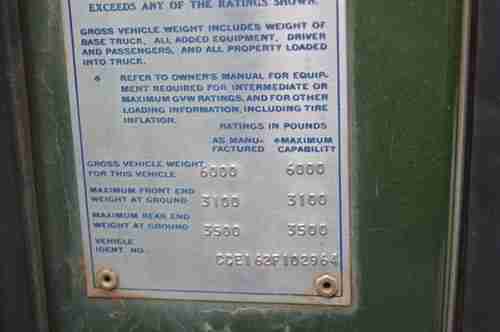 EXCEEDS ANY OF THE RATINGS SHOWN.
GROSS VEHICLE WEIGHT INCLUDES WEIGHT OF
BASE TRUCK, ALL ADDED EQUIPMENT, DRIVER
AND PASSENGERS, AND ALL PROPERTY LOADED
INTO TRUCK.
♦ REFER TO OWNER'S MANUAL FOR EQUIP-
MENT REQUIRED FOR INTERMEDIATE OR
MAXIMUM GVW RATINGS, AND FOR OTHER
LOADING INFORMATION, INCLUDING TIRE
INFLATION.
RATINGS IN POUNDS
AS MANU- ♦MAXIMUM
FACTURED CAPABILITY
GROSS VEHICLE WEIGHT
FOR THIS VEHICLE 6000 6000
MAXIMUM FRONT END
WEIGHT AT GROUND 3100 3100
MAXIMUM REAR END
WEIGHT AT GROUND 3500 3500
VEHICLE
IDENT. NO. CCE162F102964